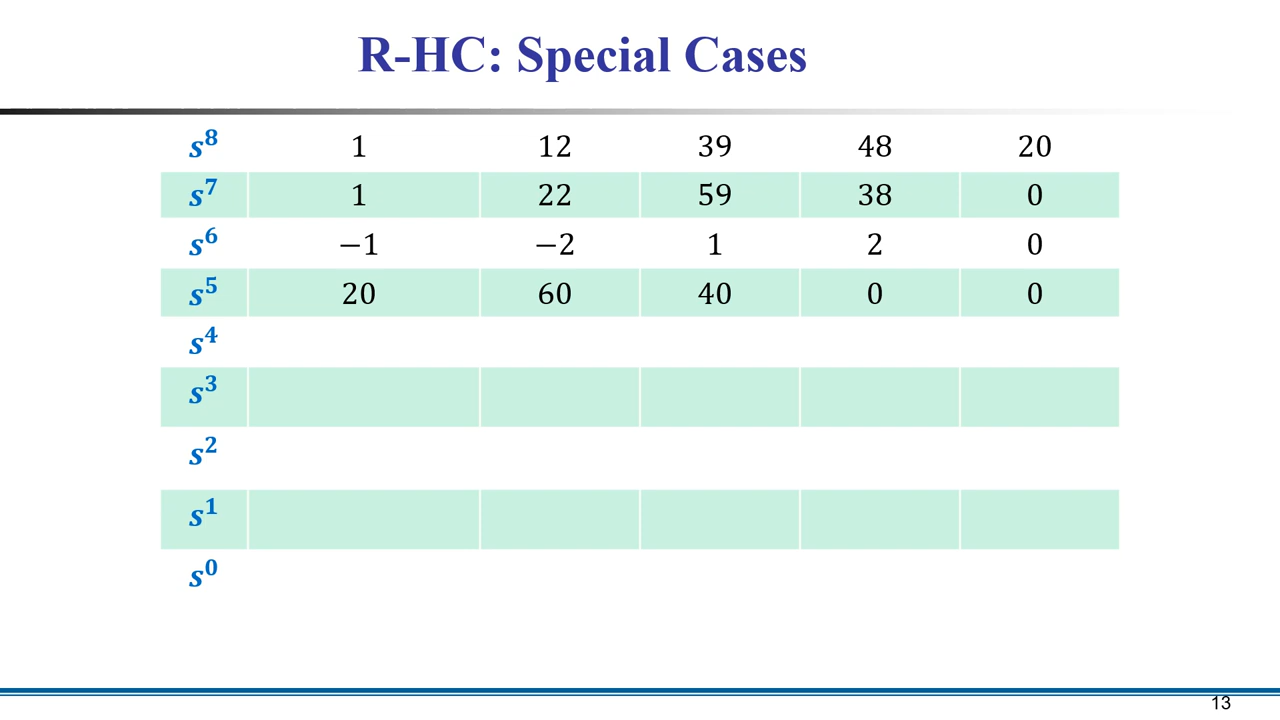 R-HC: Special Cases
s⁸ 1 12 39 48 20
s⁷ 1 22 59 38 0
s⁶ −1 −2 1 2 0
s⁵ 20 60 40 0 0
s⁴
s³
s²
s¹
s⁰
13